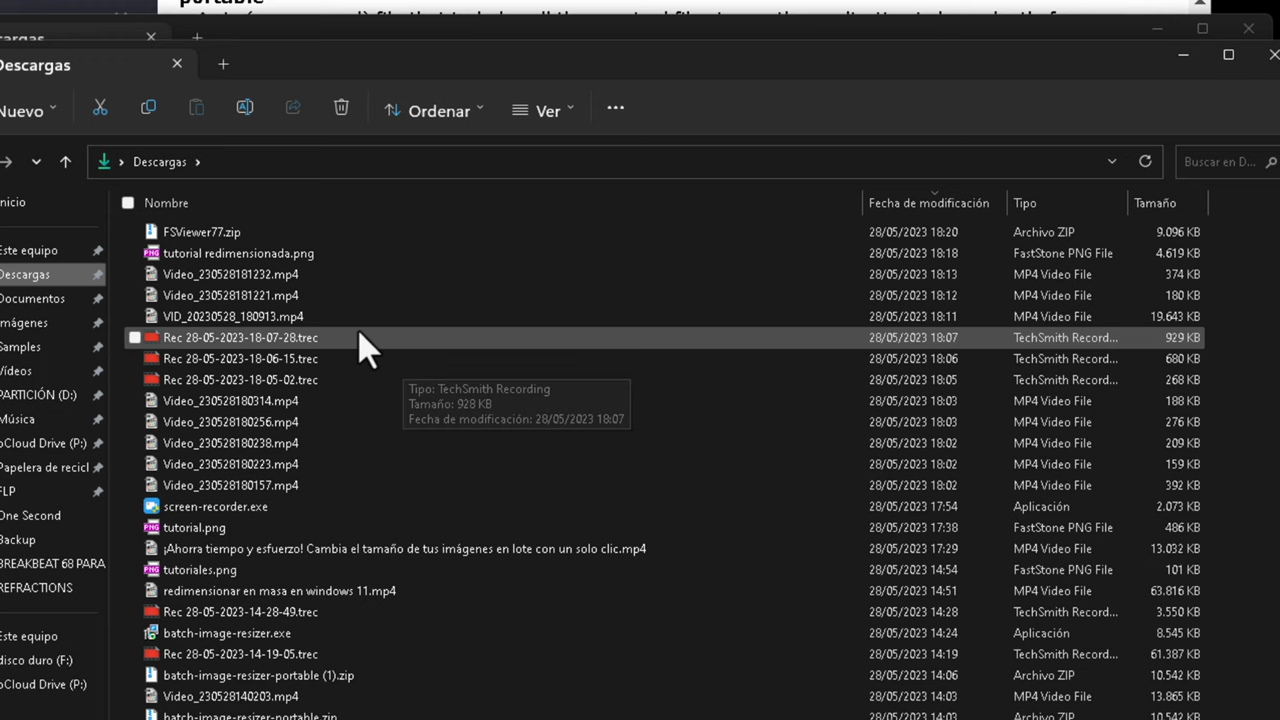 portable
Descargas
Nuevo
Ordenar
Ver
Descargas
Buscar en D...
Inicio
Este equipo
Descargas
Documentos
Imágenes
Samples
Vídeos
PARTICIÓN (D:)
Música
pCloud Drive (P:)
Papelera de recicl
FLP
One Second
Backup
BREAKBEAT 68 PARA
REFRACTIONS
Este equipo
disco duro (F:)
pCloud Drive (P:)
Nombre Fecha de modificación Tipo Tamaño
FSViewer77.zip 28/05/2023 18:20 Archivo ZIP 9.096 KB
tutorial redimensionada.png 28/05/2023 18:18 FastStone PNG File 4.619 KB
Video_230528181232.mp4 28/05/2023 18:13 MP4 Video File 374 KB
Video_230528181221.mp4 28/05/2023 18:12 MP4 Video File 180 KB
VID_20230528_180913.mp4 28/05/2023 18:11 MP4 Video File 19.643 KB
Rec 28-05-2023-18-07-28.trec 28/05/2023 18:07 TechSmith Record... 929 KB
Rec 28-05-2023-18-06-15.trec 28/05/2023 18:06 TechSmith Record... 680 KB
Rec 28-05-2023-18-05-02.trec 28/05/2023 18:05 TechSmith Record... 268 KB
Video_230528180314.mp4 28/05/2023 18:03 MP4 Video File 188 KB
Video_230528180256.mp4 28/05/2023 18:03 MP4 Video File 276 KB
Video_230528180238.mp4 28/05/2023 18:02 MP4 Video File 209 KB
Video_230528180223.mp4 28/05/2023 18:02 MP4 Video File 159 KB
Video_230528180157.mp4 28/05/2023 18:02 MP4 Video File 392 KB
screen-recorder.exe 28/05/2023 17:54 Aplicación 2.073 KB
tutorial.png 28/05/2023 17:38 FastStone PNG File 486 KB
¡Ahorra tiempo y esfuerzo! Cambia el tamaño de tus imágenes en lote con un solo clic.mp4 28/05/2023 17:29 MP4 Video File 13.032 KB
tutoriales.png 28/05/2023 14:54 FastStone PNG File 101 KB
redimensionar en masa en windows 11.mp4 28/05/2023 14:51 MP4 Video File 63.816 KB
Rec 28-05-2023-14-28-49.trec 28/05/2023 14:28 TechSmith Record... 3.550 KB
batch-image-resizer.exe 28/05/2023 14:24 Aplicación 8.545 KB
Rec 28-05-2023-14-19-05.trec 28/05/2023 14:19 TechSmith Record... 61.387 KB
batch-image-resizer-portable (1).zip 28/05/2023 14:06 Archivo ZIP 10.542 KB
Video_230528140203.mp4 28/05/2023 14:03 MP4 Video File 13.865 KB
batch-image-resizer-portable.zip 28/05/2023 14:03 Archivo ZIP 10.542 KB
Tipo: TechSmith Recording
Tamaño: 928 KB
Fecha de modificación: 28/05/2023 18:07